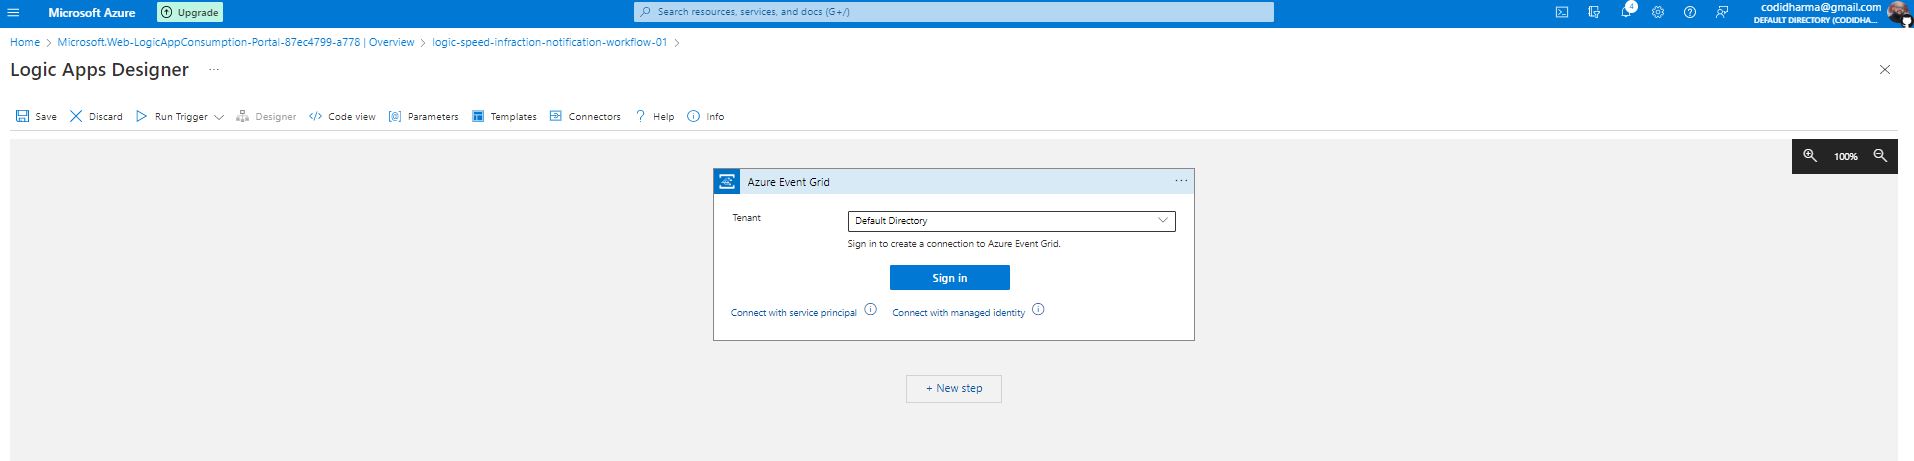 Microsoft Azure
Upgrade
Search resources, services, and docs (G+/)
4
codidharma@gmail.com
DEFAULT DIRECTORY (CODIDHA...
Home > Microsoft.Web-LogicAppConsumption-Portal-87ec4799-a778 | Overview > logic-speed-infraction-notification-workflow-01 >
Logic Apps Designer ...
Save Discard Run Trigger Designer Code view Parameters Templates Connectors Help Info
100%
Azure Event Grid ...
Tenant
Default Directory
Sign in to create a connection to Azure Event Grid.
Sign in
Connect with service principal Connect with managed identity
+ New step